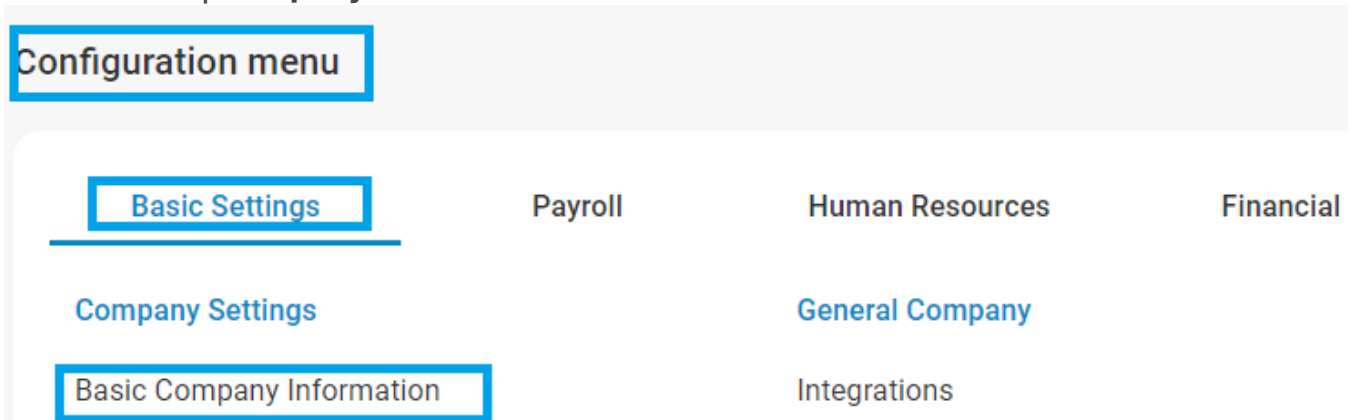 Configuration menu
Basic Settings Payroll Human Resources Financial
Company Settings General Company
Basic Company Information Integrations